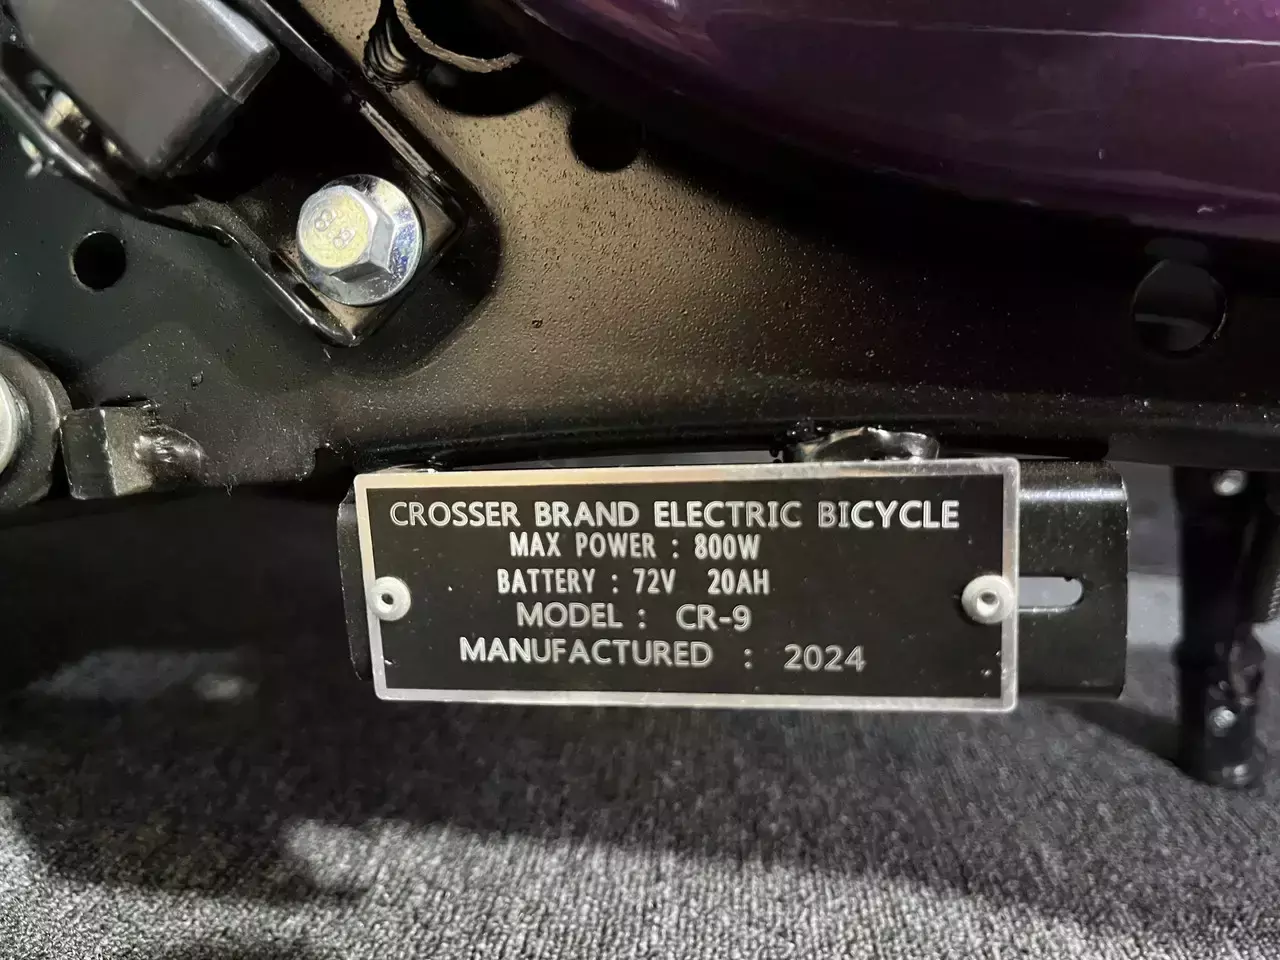 CROSSER BRAND ELECTRIC BICYCLE
MAX POWER : 800W
BATTERY : 72V 20AH
MODEL : CR-9
MANUFACTURED : 2024